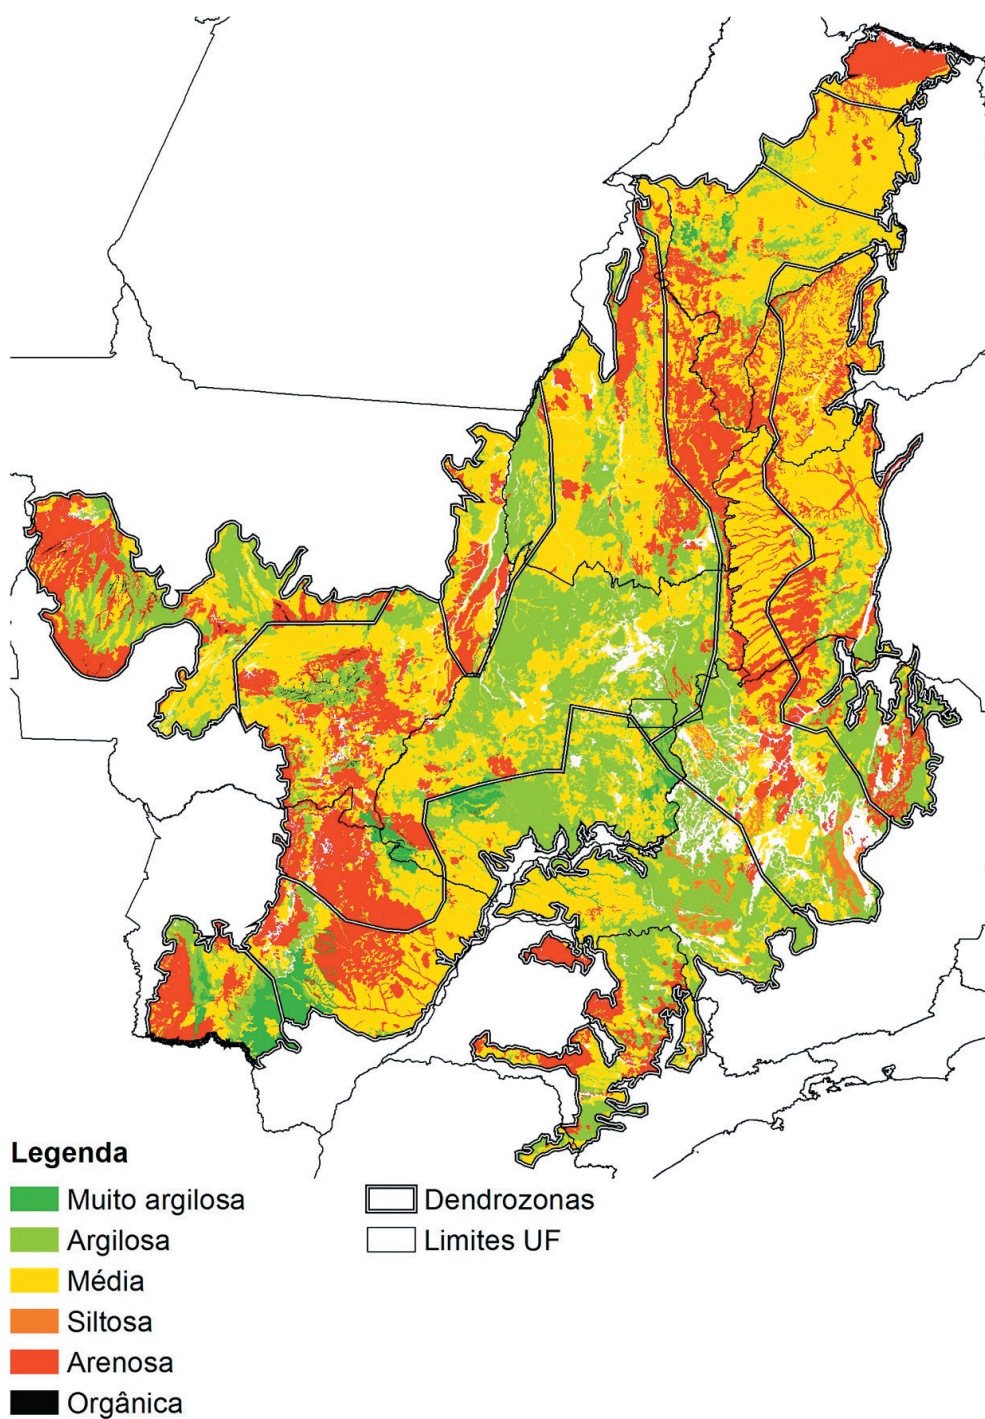 Legenda
Muito argilosa
Argilosa
Média
Siltosa
Arenosa
Orgânica
Dendrozonas
Limites UF